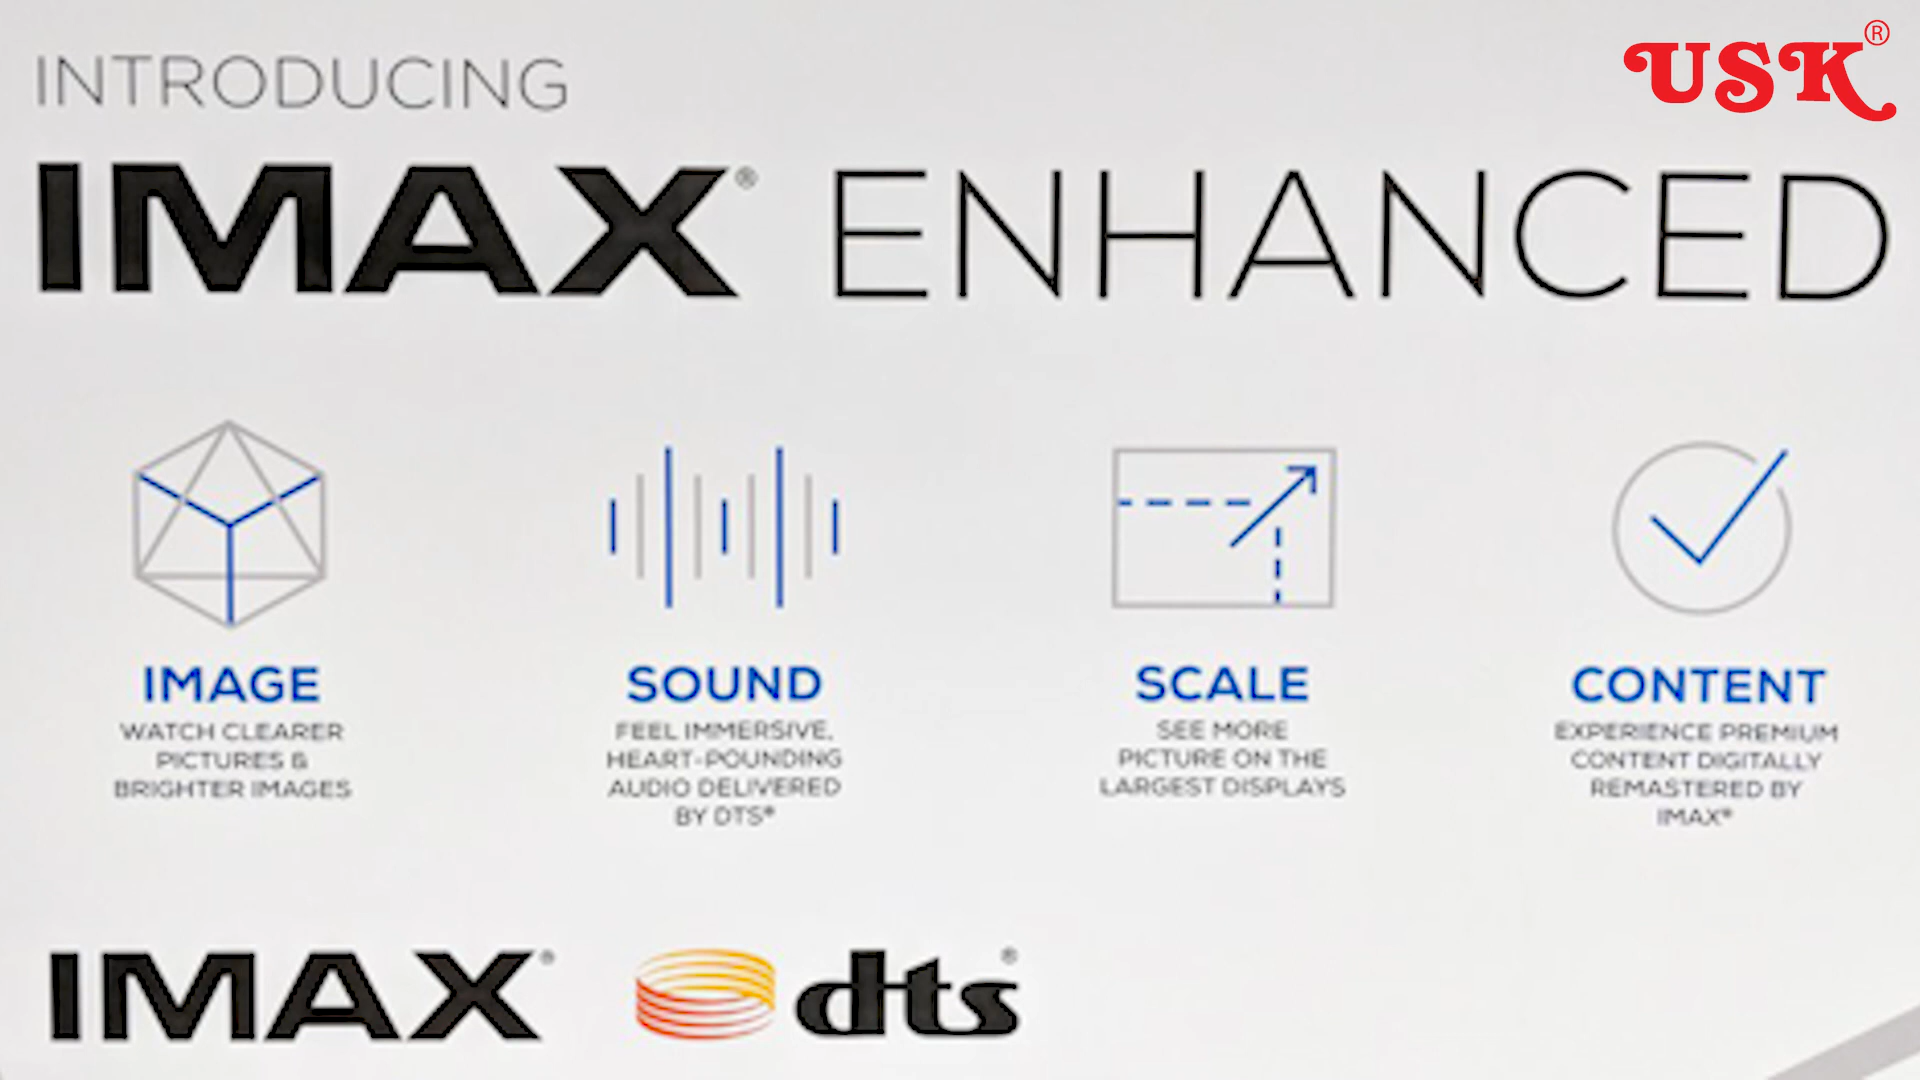 INTRODUCING
USK®
IMAX® ENHANCED
IMAGE
WATCH CLEARER
PICTURES &
BRIGHTER IMAGES
SOUND
FEEL IMMERSIVE,
HEART-POUNDING
AUDIO DELIVERED
BY DTS®
SCALE
SEE MORE
PICTURE ON THE
LARGEST DISPLAYS
CONTENT
EXPERIENCE PREMIUM
CONTENT DIGITALLY
REMASTERED BY
IMAX®
IMAX® dts®